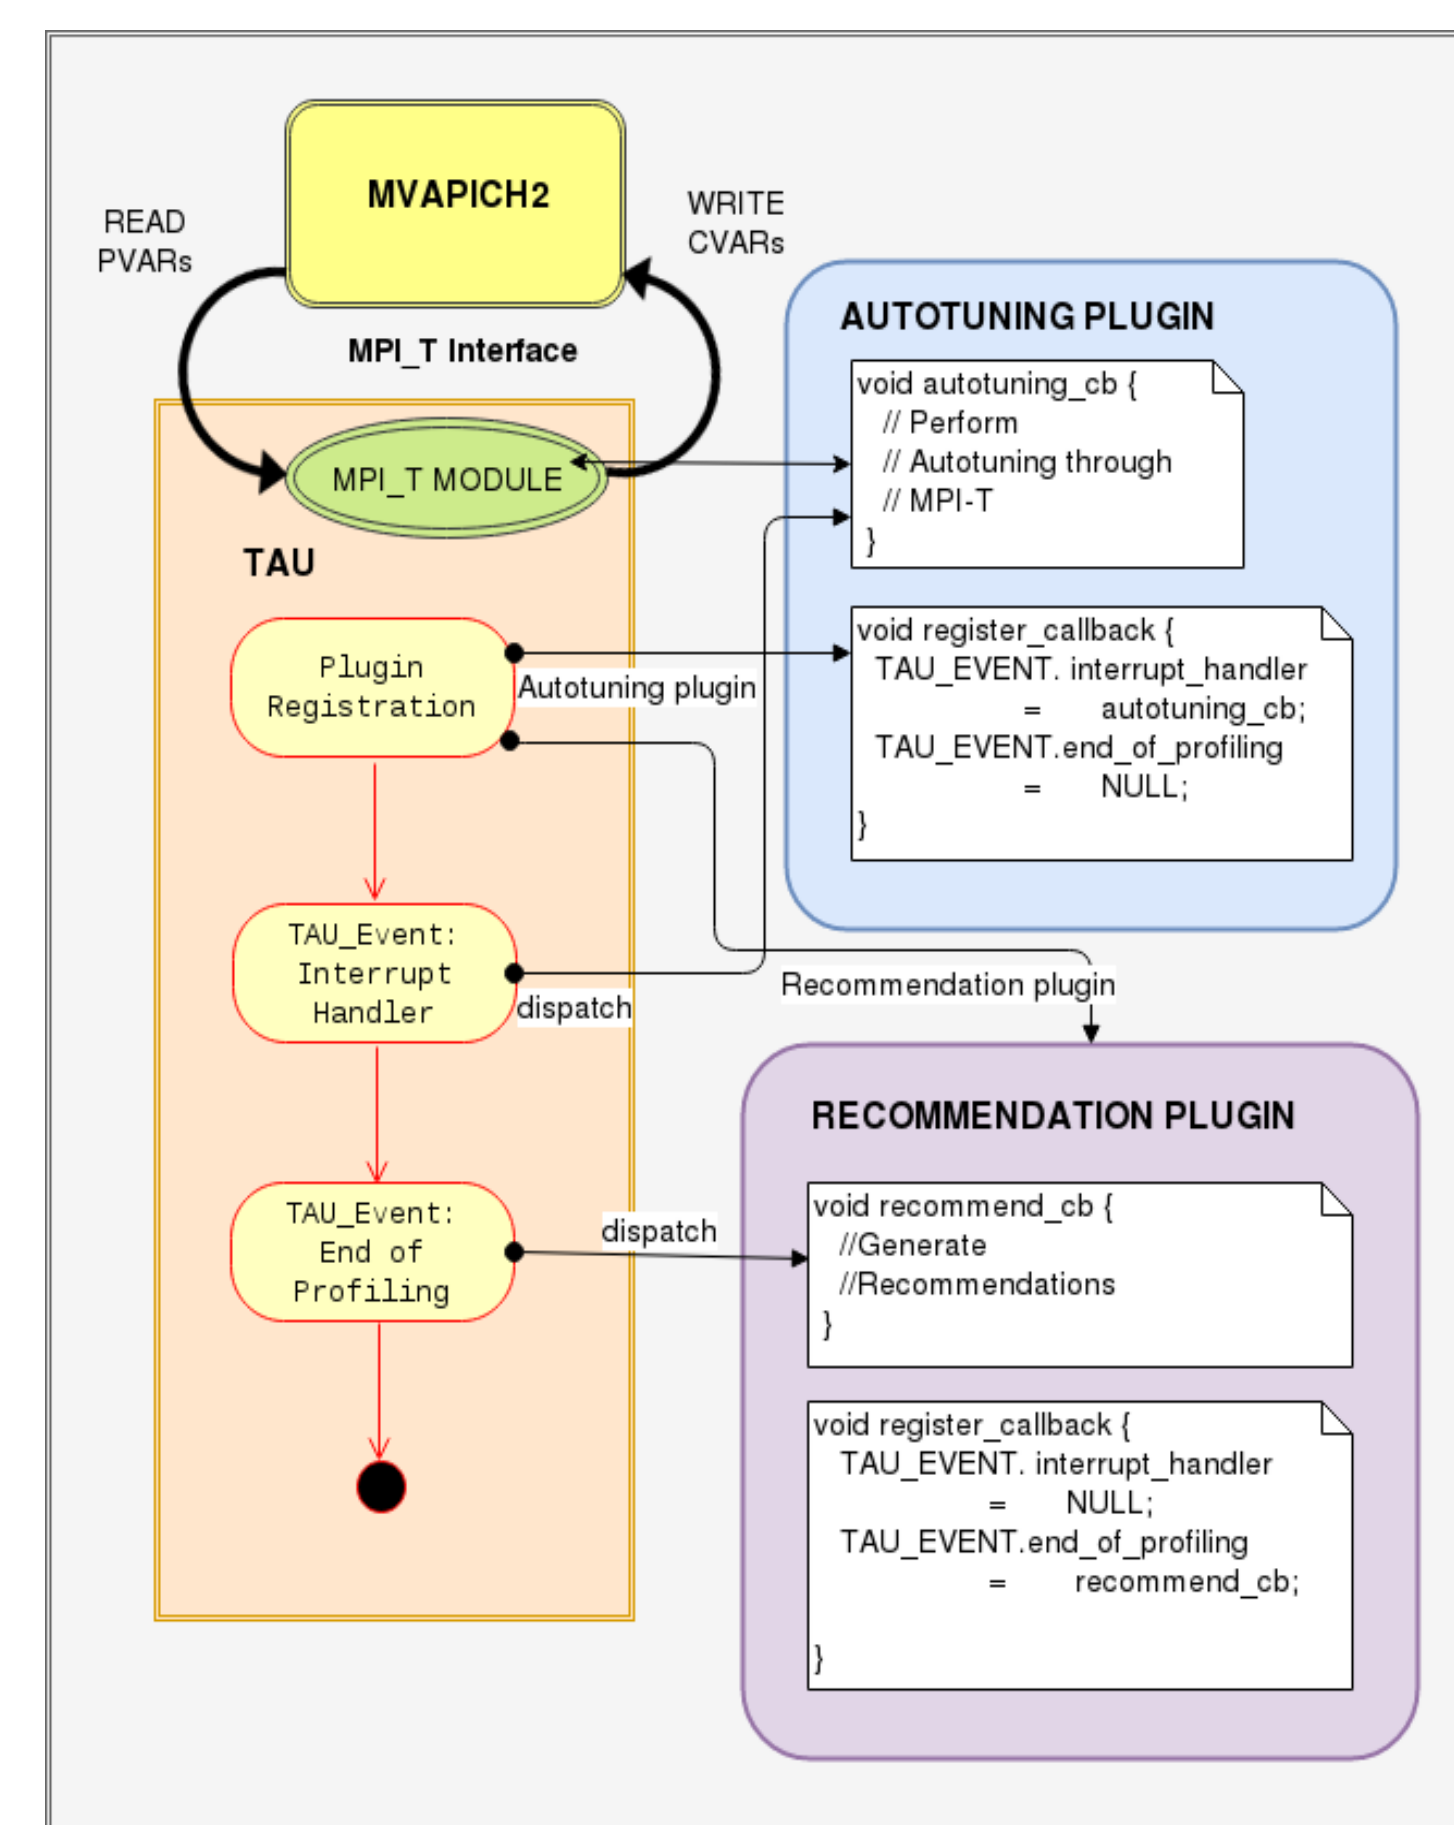 MVAPICH2
READ
PVARs
WRITE
CVARs
MPI_T Interface
MPI_T MODULE
TAU
Plugin
Registration
Autotuning plugin
TAU_Event:
Interrupt
Handler
dispatch
TAU_Event:
End of
Profiling
dispatch
AUTOTUNING PLUGIN
void autotuning_cb {
// Perform
// Autotuning through
// MPI-T
}
void register_callback {
TAU_EVENT. interrupt_handler
= autotuning_cb;
TAU_EVENT.end_of_profiling
= NULL;
}
Recommendation plugin
RECOMMENDATION PLUGIN
void recommend_cb {
//Generate
//Recommendations
}
void register_callback {
TAU_EVENT. interrupt_handler
= NULL;
TAU_EVENT.end_of_profiling
= recommend_cb;
}